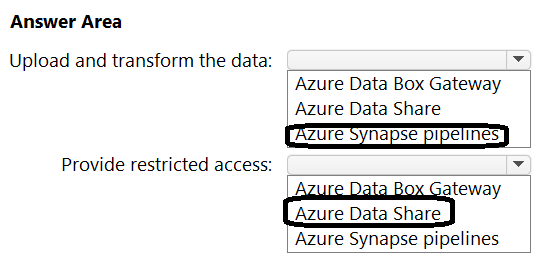 Answer Area
Upload and transform the data:
Azure Data Box Gateway
Azure Data Share
Azure Synapse pipelines
Provide restricted access:
Azure Data Box Gateway
Azure Data Share
Azure Synapse pipelines